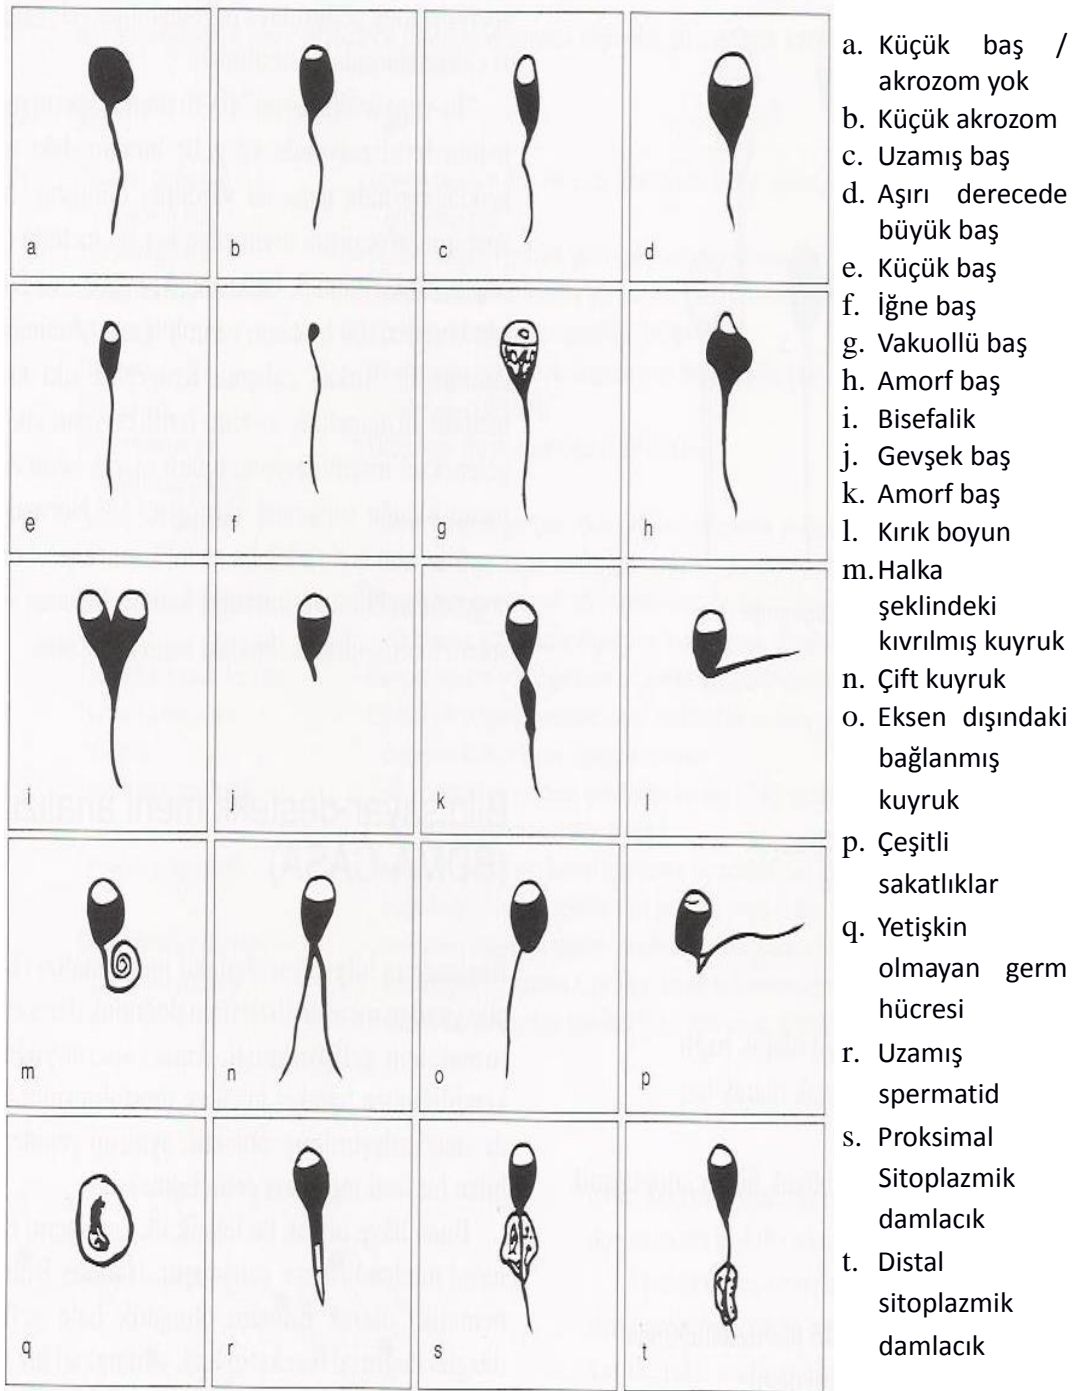 a
b
c
d
e
f
g
h
i
j
k
l
m
n
o
p
q
r
s
t
a. Küçük baş /
akrozom yok
b. Küçük akrozom
c. Uzamış baş
d. Aşırı derecede
büyük baş
e. Küçük baş
f. İğne baş
g. Vakuollü baş
h. Amorf baş
i. Bisefalik
j. Gevşek baş
k. Amorf baş
l. Kırık boyun
m. Halka
şeklindeki
kıvrılmış kuyruk
n. Çift kuyruk
o. Eksen dışındaki
bağlanmış
kuyruk
p. Çeşitli
sakatlıklar
q. Yetişkin
olmayan germ
hücresi
r. Uzamış
spermatid
s. Proksimal
Sitoplazmik
damlacık
t. Distal
sitoplazmik
damlacık